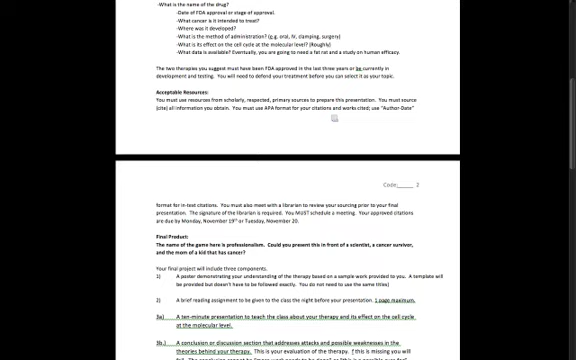 -What is the name of the drug?
-Date of FDA approval or stage of approval.
-What cancer is it intended to treat?
-Where was it developed?
-What is the method of administration? (e.g. oral, IV, clamping, surgery)
-What is its effect on the cell cycle at the molecular level? (Roughly)
-What data is available? Eventually, you are going to need a fat rat and a study on human efficacy.
The two therapies you suggest must have been FDA approved in the last three years or be currently in
development and testing. You will need to defend your treatment before you can select it as your topic.
Acceptable Resources:
You must use resources from scholarly, respected, primary sources to prepare this presentation. You must source
(cite) all information you obtain. You must use APA format for your citations and works cited; use "Author-Date"
Code:_____ 2
format for in-text citations. You must also meet with a librarian to review your sourcing prior to your final
presentation. The signature of the librarian is required. You MUST schedule a meeting. Your approved citations
are due by Monday, November 19th or Tuesday, November 20.
Final Product:
The name of the game here is professionalism. Could you present this in front of a scientist, a cancer survivor,
and the mom of a kid that has cancer?
Your final project will include three components.
1) A poster demonstrating your understanding of the therapy based on a sample work provided to you. A template will
be provided but doesn't have to be followed exactly. You do not need to use the same titles)
2) A brief reading assignment to be given to the class the night before your presentation. 1 page maximum.
3a) A ten-minute presentation to teach the class about your therapy and its effect on the cell cycle
at the molecular level.
3b.) A conclusion or discussion section that addresses attacks and possible weaknesses in the
theories behind your therapy. This is your evaluation of the therapy. If this is missing you will